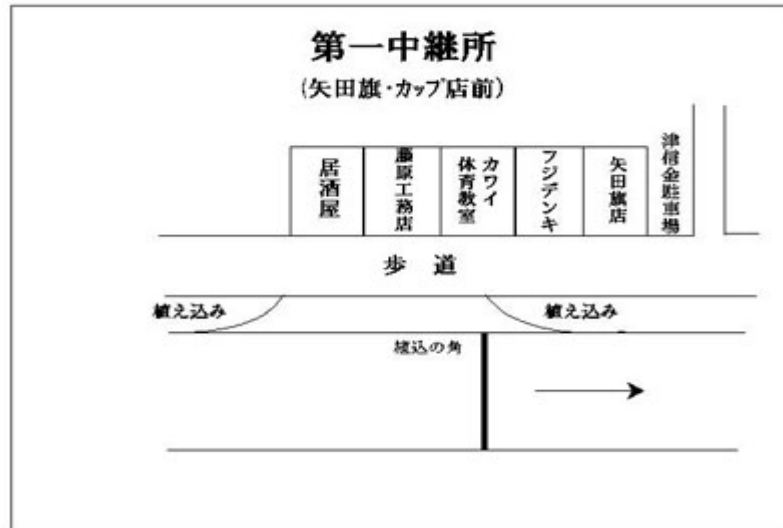 第一中継所
(矢田旗・カップ店前)
居酒屋
藤原工務店
カワイ
体育教室
フジデンキ
矢田旗店
津信金駐車場
歩道
植え込み
植え込み
植込の角